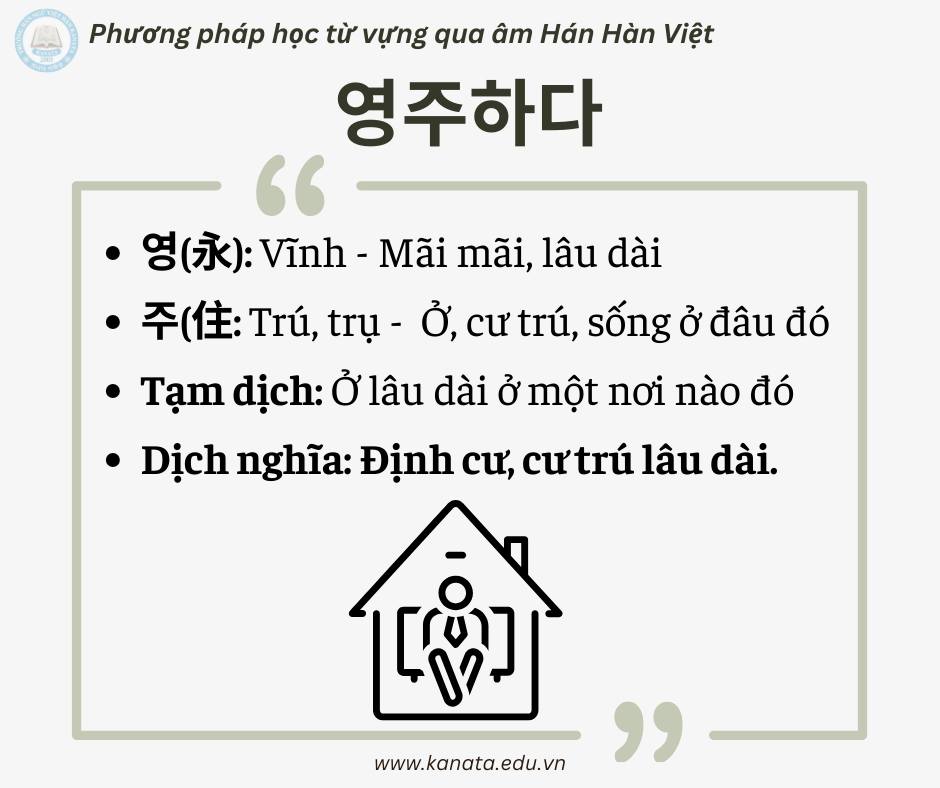 Phương pháp học từ vựng qua âm Hán Hàn Việt
영주하다
영(永): Vĩnh - Mãi mãi, lâu dài
주(住: Trú, trụ - Ở, cư trú, sống ở đâu đó
Tạm dịch: Ở lâu dài ở một nơi nào đó
Dịch nghĩa: Định cư, cư trú lâu dài.
www.kanata.edu.vn